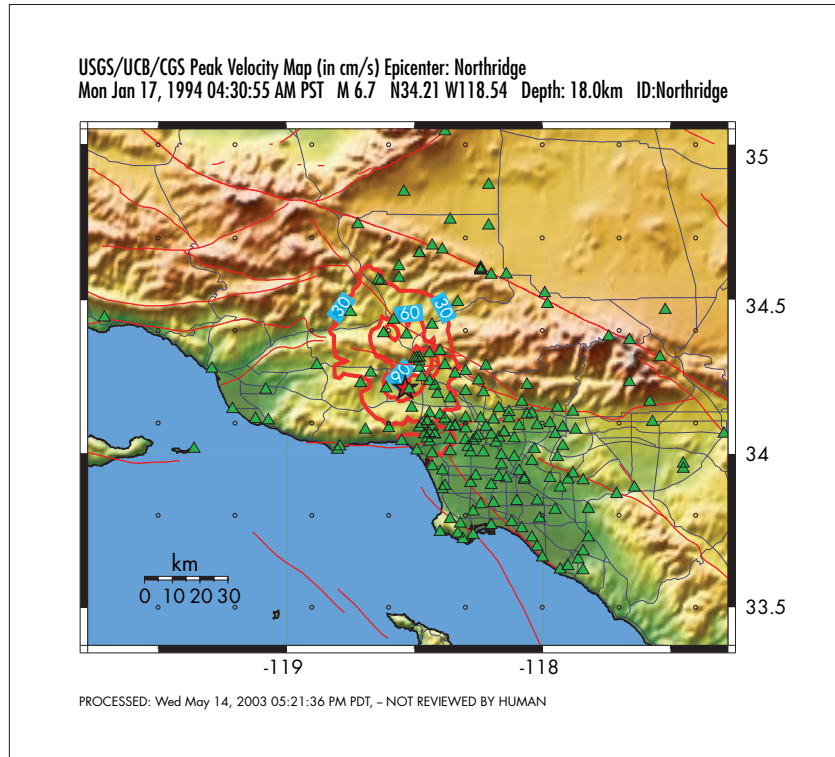 USGS/UCB/CGS Peak Velocity Map (in cm/s) Epicenter: Northridge
Mon Jan 17, 1994 04:30:55 AM PST M 6.7 N34.21 W118.54 Depth: 18.0km ID:Northridge
35
30
60
30
34.5
90
34
km
0 10 20 30
33.5
-119
-118
PROCESSED: Wed May 14, 2003 05:21:36 PM PDT, – NOT REVIEWED BY HUMAN